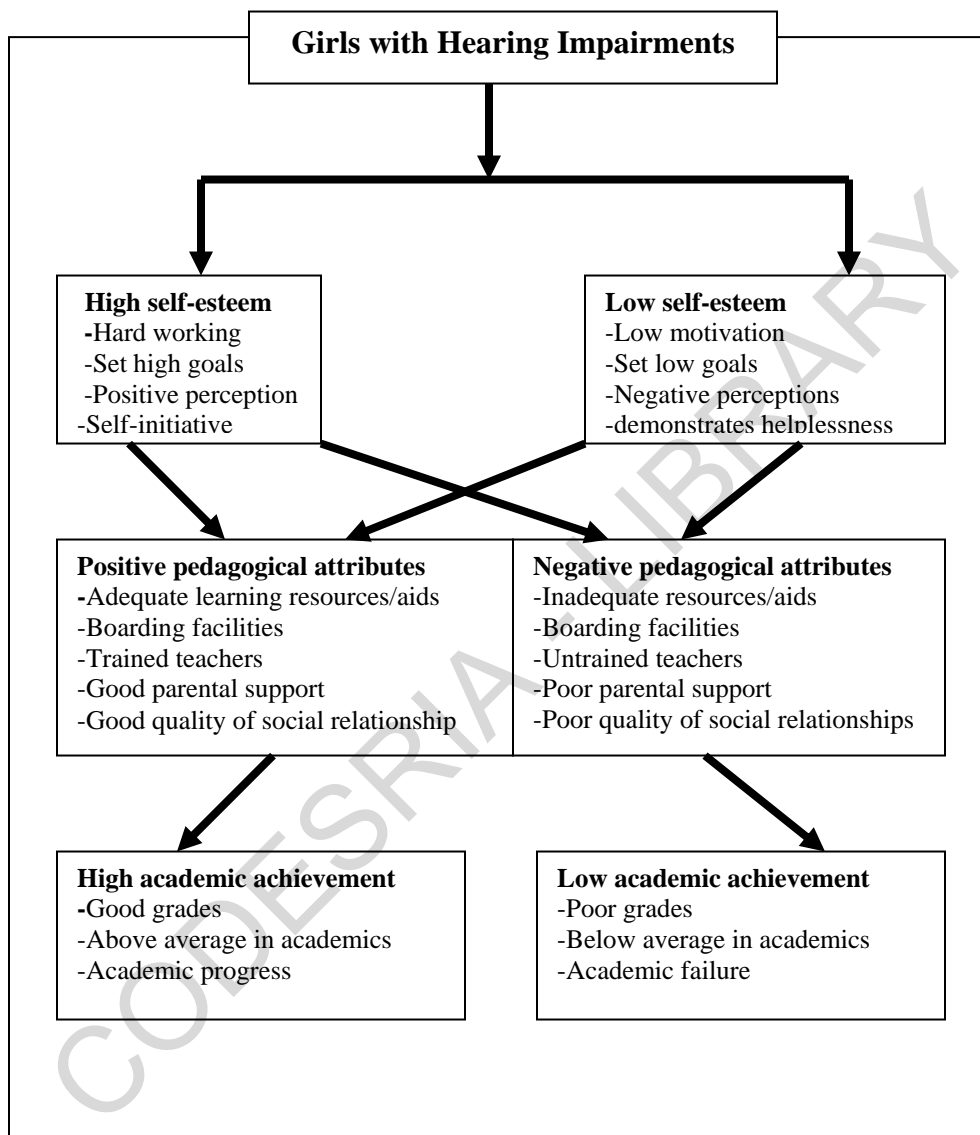 Girls with Hearing Impairments
High self-esteem
-Hard working
-Set high goals
-Positive perception
-Self-initiative
Low self-esteem
-Low motivation
-Set low goals
-Negative perceptions
-demonstrates helplessness
Positive pedagogical attributes
-Adequate learning resources/aids
-Boarding facilities
-Trained teachers
-Good parental support
-Good quality of social relationship
Negative pedagogical attributes
-Inadequate resources/aids
-Boarding facilities
-Untrained teachers
-Poor parental support
-Poor quality of social relationships
High academic achievement
-Good grades
-Above average in academics
-Academic progress
Low academic achievement
-Poor grades
-Below average in academics
-Academic failure
CODESRIA - LIBRARY